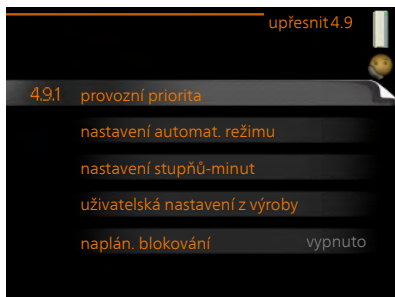 upřesnit 4.9
4.9.1 provozní priorita
nastavení automat. režimu
nastavení stupňů-minut
uživatelská nastavení z výroby
naplán. blokování vypnuto